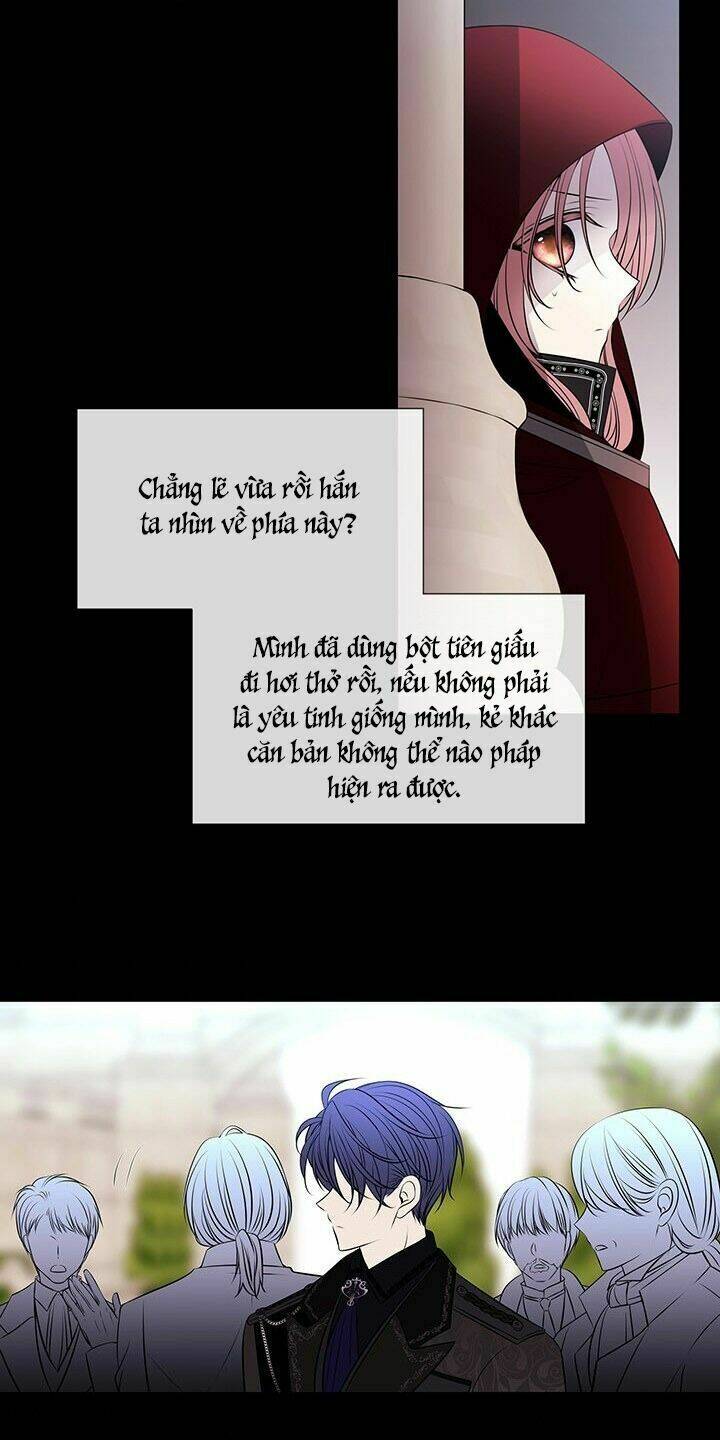 Chẳng lẽ vừa rồi hắn
ta nhìn về phía này?
Mình đã dùng bột tiên giấu
đi hơi thở rồi, nếu không phải
là yêu tinh giống mình, kẻ khác
căn bản không thể nào pháp
hiện ra được.